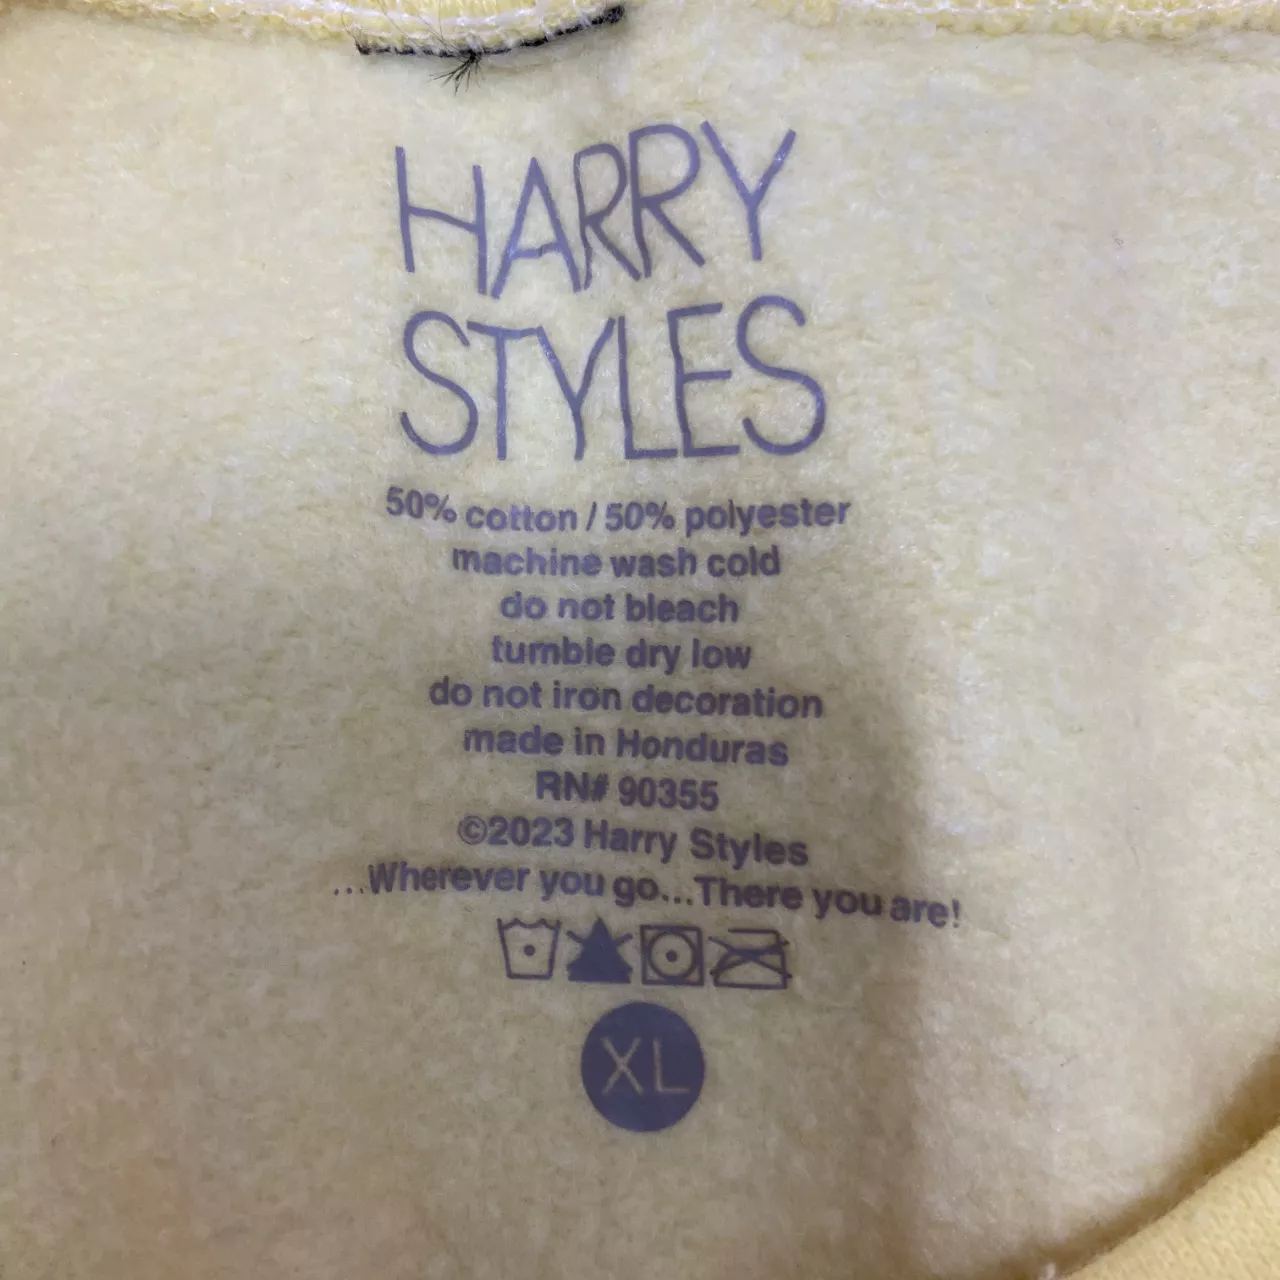 HARRY
STYLES
50% cotton / 50% polyester
machine wash cold
do not bleach
tumble dry low
do not iron decoration
made in Honduras
RN# 90355
©2023 Harry Styles
...Wherever you go...There you are!
XL